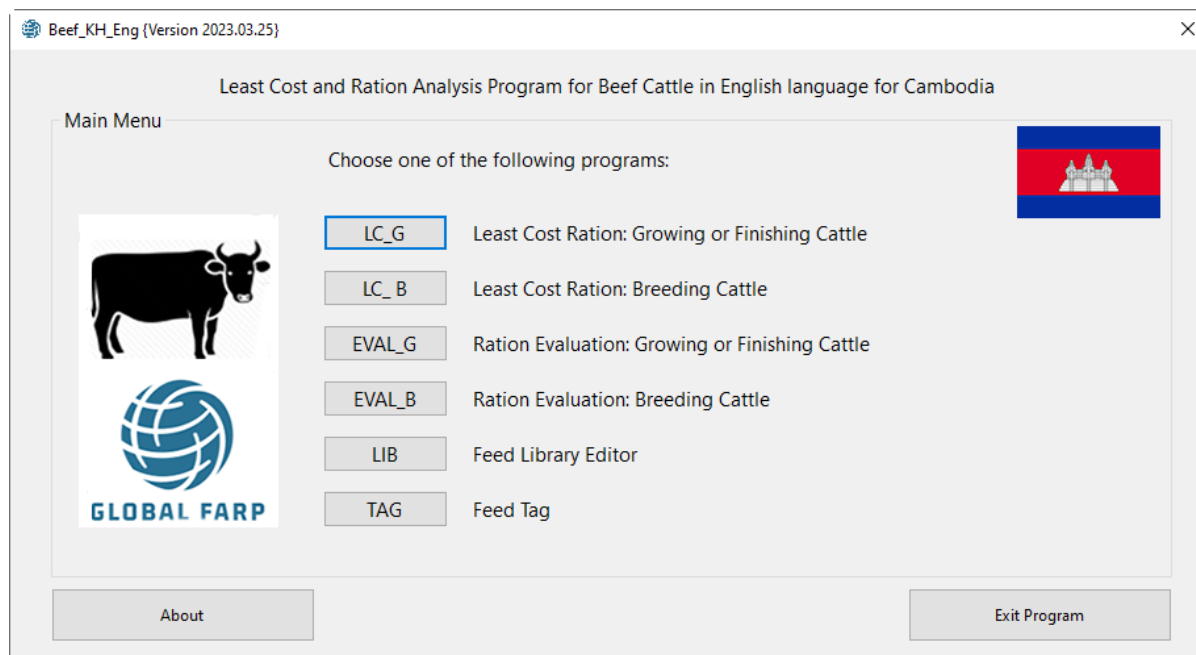 Beef_KH_Eng {Version 2023.03.25}
Least Cost and Ration Analysis Program for Beef Cattle in English language for Cambodia
Main Menu
Choose one of the following programs:
LC_G Least Cost Ration: Growing or Finishing Cattle
LC_ B Least Cost Ration: Breeding Cattle
EVAL_G Ration Evaluation: Growing or Finishing Cattle
EVAL_B Ration Evaluation: Breeding Cattle
LIB Feed Library Editor
TAG Feed Tag
GLOBAL FARP
About Exit Program